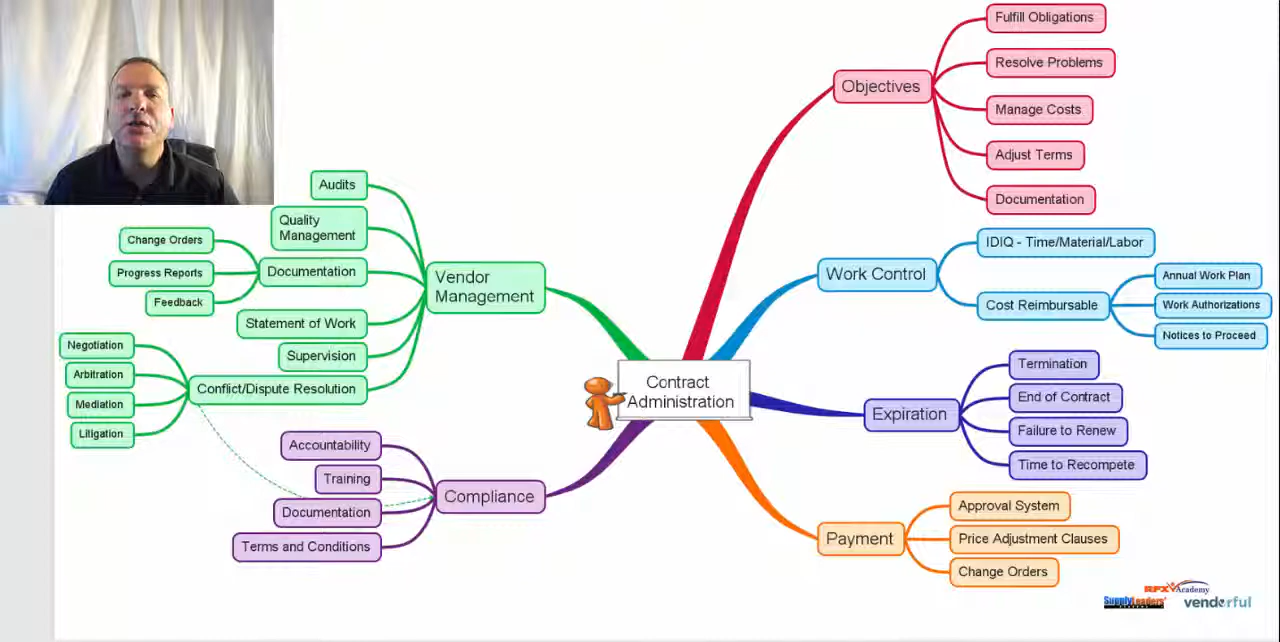 Contract
Administration
Objectives
Fulfill Obligations
Resolve Problems
Manage Costs
Adjust Terms
Documentation
Work Control
IDIQ - Time/Material/Labor
Cost Reimbursable
Annual Work Plan
Work Authorizations
Notices to Proceed
Expiration
Termination
End of Contract
Failure to Renew
Time to Recompete
Payment
Approval System
Price Adjustment Clauses
Change Orders
Vendor
Management
Audits
Quality
Management
Documentation
Change Orders
Progress Reports
Feedback
Statement of Work
Supervision
Conflict/Dispute Resolution
Negotiation
Arbitration
Mediation
Litigation
Compliance
Accountability
Training
Documentation
Terms and Conditions
RFX Academy
SupplyLeaders
venderful